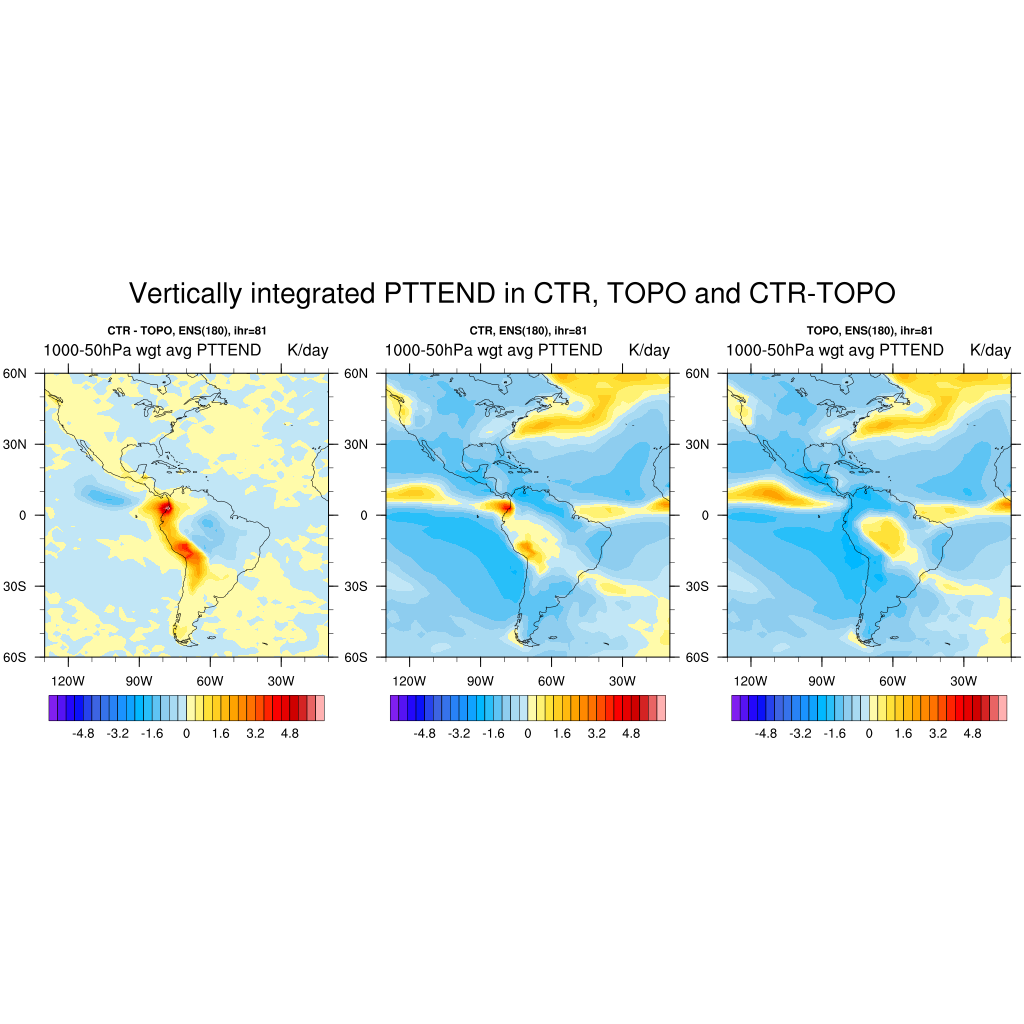 Vertically integrated PTTEND in CTR, TOPO and CTR-TOPO
CTR - TOPO, ENS(180), ihr=81
1000-50hPa wgt avg PTTEND K/day
60N
30N
0
30S
60S
120W 90W 60W 30W
-4.8 -3.2 -1.6 0 1.6 3.2 4.8
CTR, ENS(180), ihr=81
1000-50hPa wgt avg PTTEND K/day
60N
30N
0
30S
60S
120W 90W 60W 30W
-4.8 -3.2 -1.6 0 1.6 3.2 4.8
TOPO, ENS(180), ihr=81
1000-50hPa wgt avg PTTEND K/day
60N
30N
0
30S
60S
120W 90W 60W 30W
-4.8 -3.2 -1.6 0 1.6 3.2 4.8